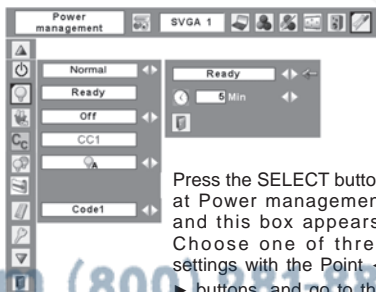 Power
management
SVGA 1
Normal
Ready
Off
CC1
A
Code1
Ready
5 Min
Press the SELECT button
at Power management
and this box appears.
Choose one of three
settings with the Point ◄
► buttons, and go to the
(800)